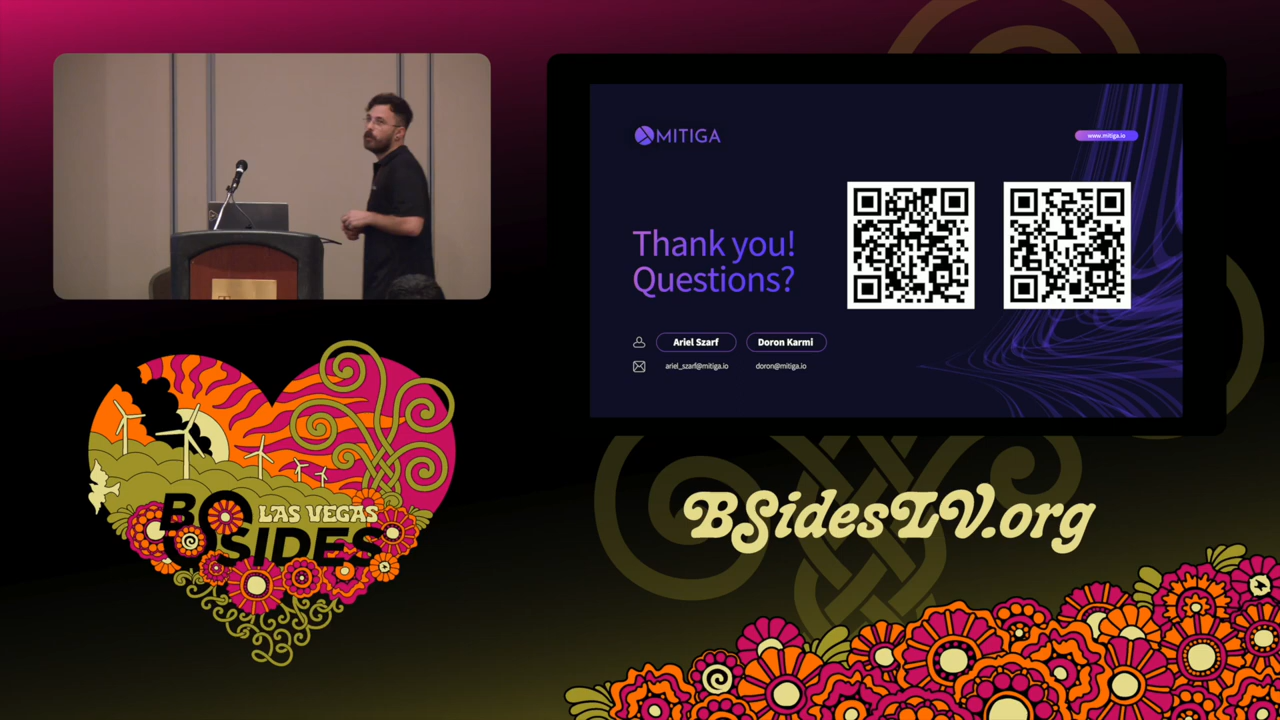 MITIGA
www.mitiga.io
Thank you!
Questions?
Ariel Szarf
Doron Karmi
ariel_szarf@mitiga.io
doron@mitiga.io
LAS VEGAS
BSIDES
BSidesLV.org